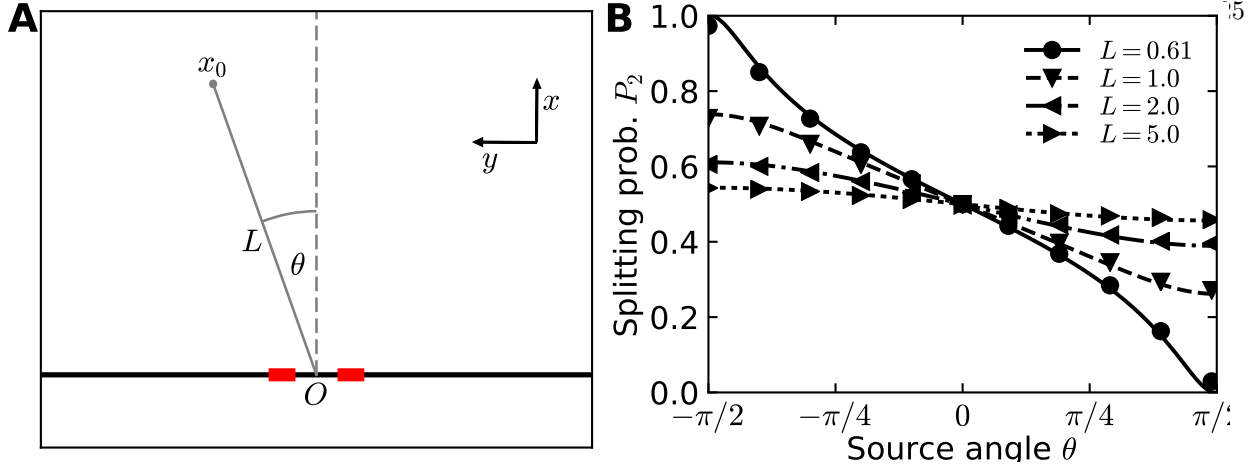 A
x₀
x
y
L
θ
O
B
Splitting prob. P₂
1.0
0.8
0.6
0.4
0.2
0.0
L = 0.61
L = 1.0
L = 2.0
L = 5.0
−π/2
−π/4
0
π/4
π/2
Source angle θ